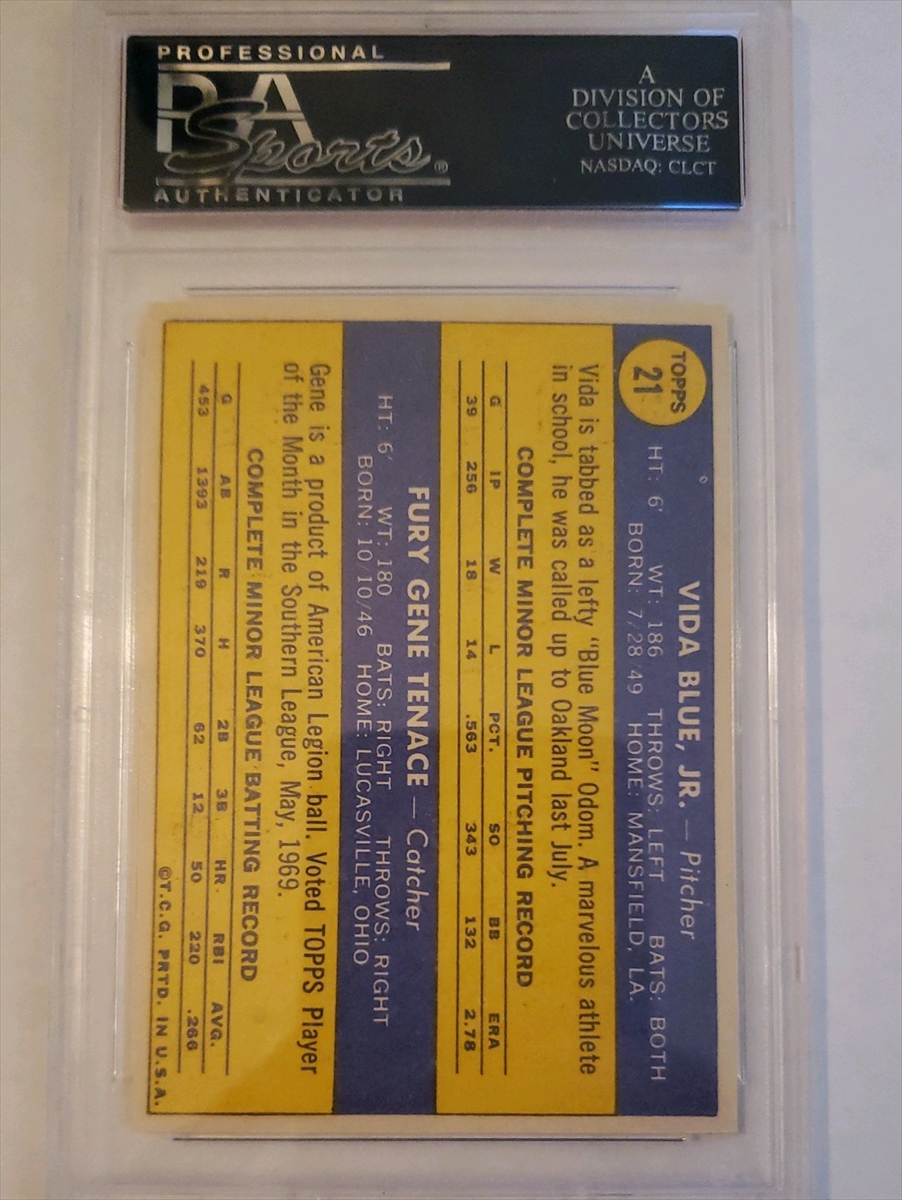 PROFESSIONAL
PSA
Sports®
AUTHENTICATOR
A
DIVISION OF
COLLECTORS
UNIVERSE
NASDAQ: CLCT
TOPPS
21
VIDA BLUE, JR. — Pitcher
HT: 6' WT: 186 THROWS: LEFT BATS: BOTH
BORN: 7/28/49 HOME: MANSFIELD, LA.
Vida is tabbed as a lefty "Blue Moon" Odom. A marvelous athlete
in school, he was called up to Oakland last July.
COMPLETE MINOR LEAGUE PITCHING RECORD
G IP W L PCT. SO BB ERA
39 256 18 14 .563 343 132 2.78
FURY GENE TENACE — Catcher
HT: 6' WT: 180 BATS: RIGHT THROWS: RIGHT
BORN: 10/10/46 HOME: LUCASVILLE, OHIO
Gene is a product of American Legion ball. Voted TOPPS Player
of the Month in the Southern League, May, 1969.
COMPLETE MINOR LEAGUE BATTING RECORD
G AB R H 2B 3B HR RBI AVG.
453 1393 219 370 62 12 50 220 .266
©T.C.G. PRTD. IN U.S.A.